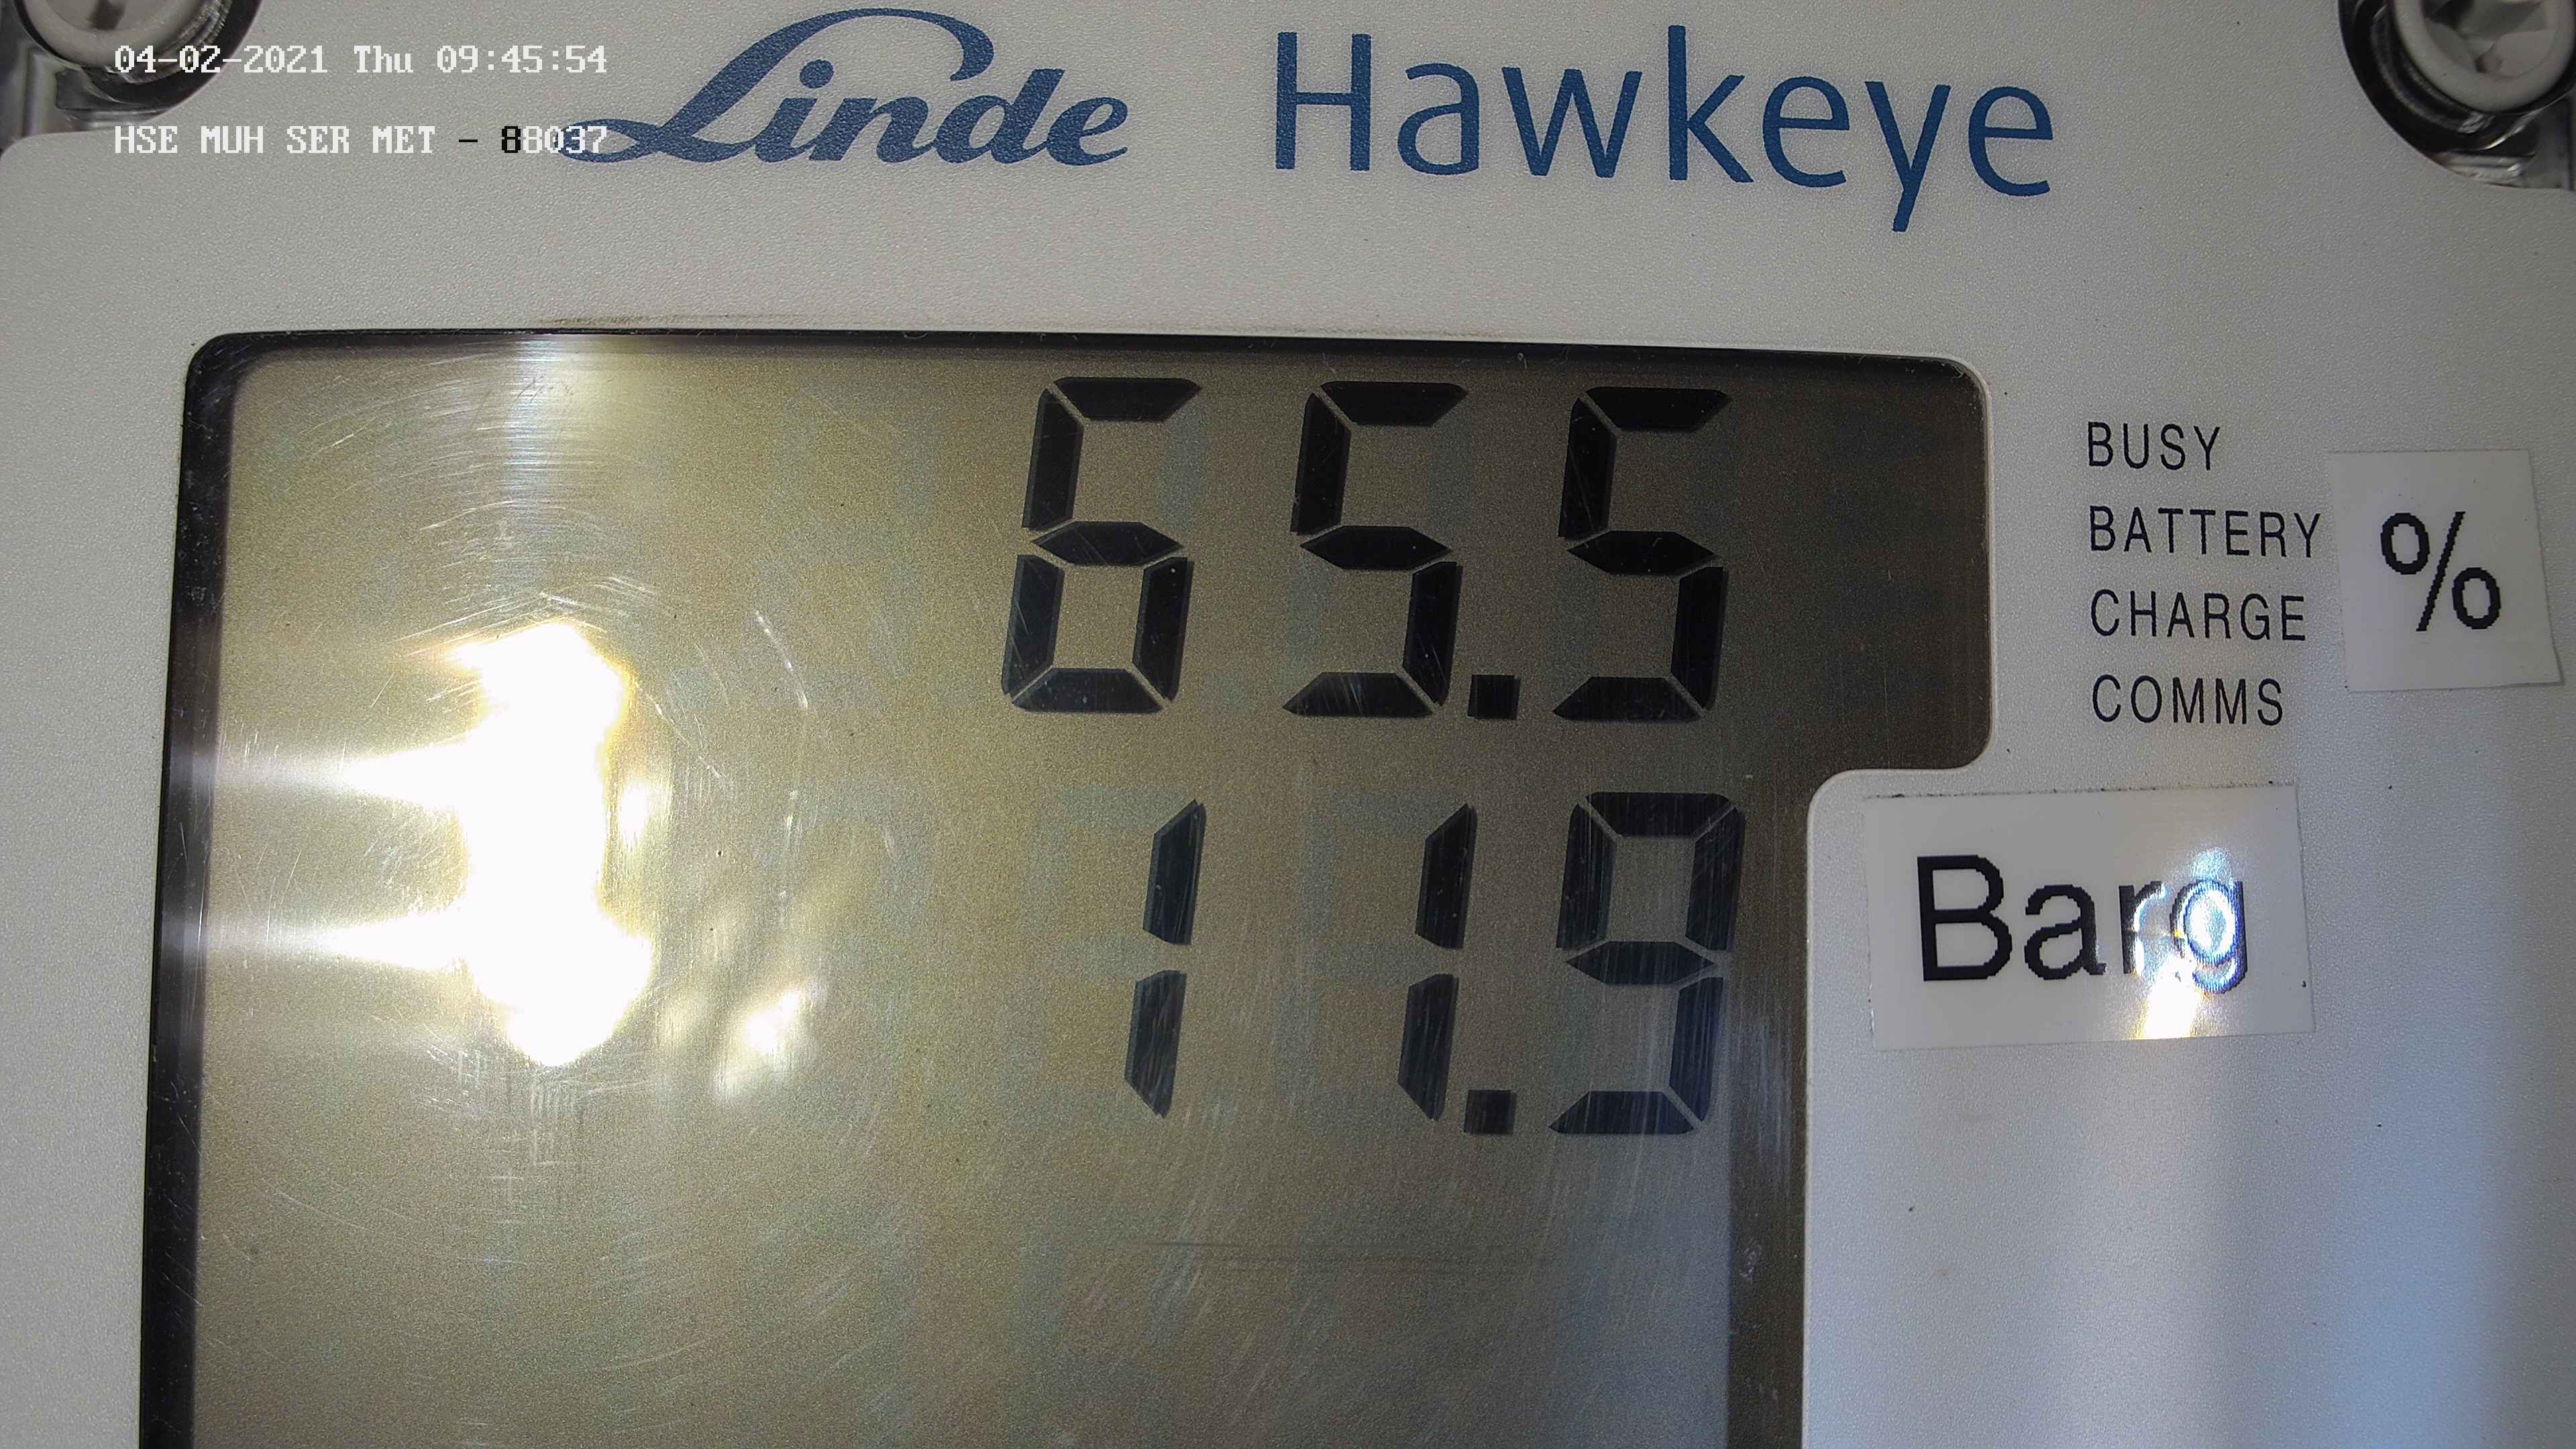 04-02-2021 Thu 09:45:54
Linde Hawkeye
HSE MUH SER MET - 88037
65.5
BUSY
BATTERY
CHARGE
COMMS
%
11.9
Barg